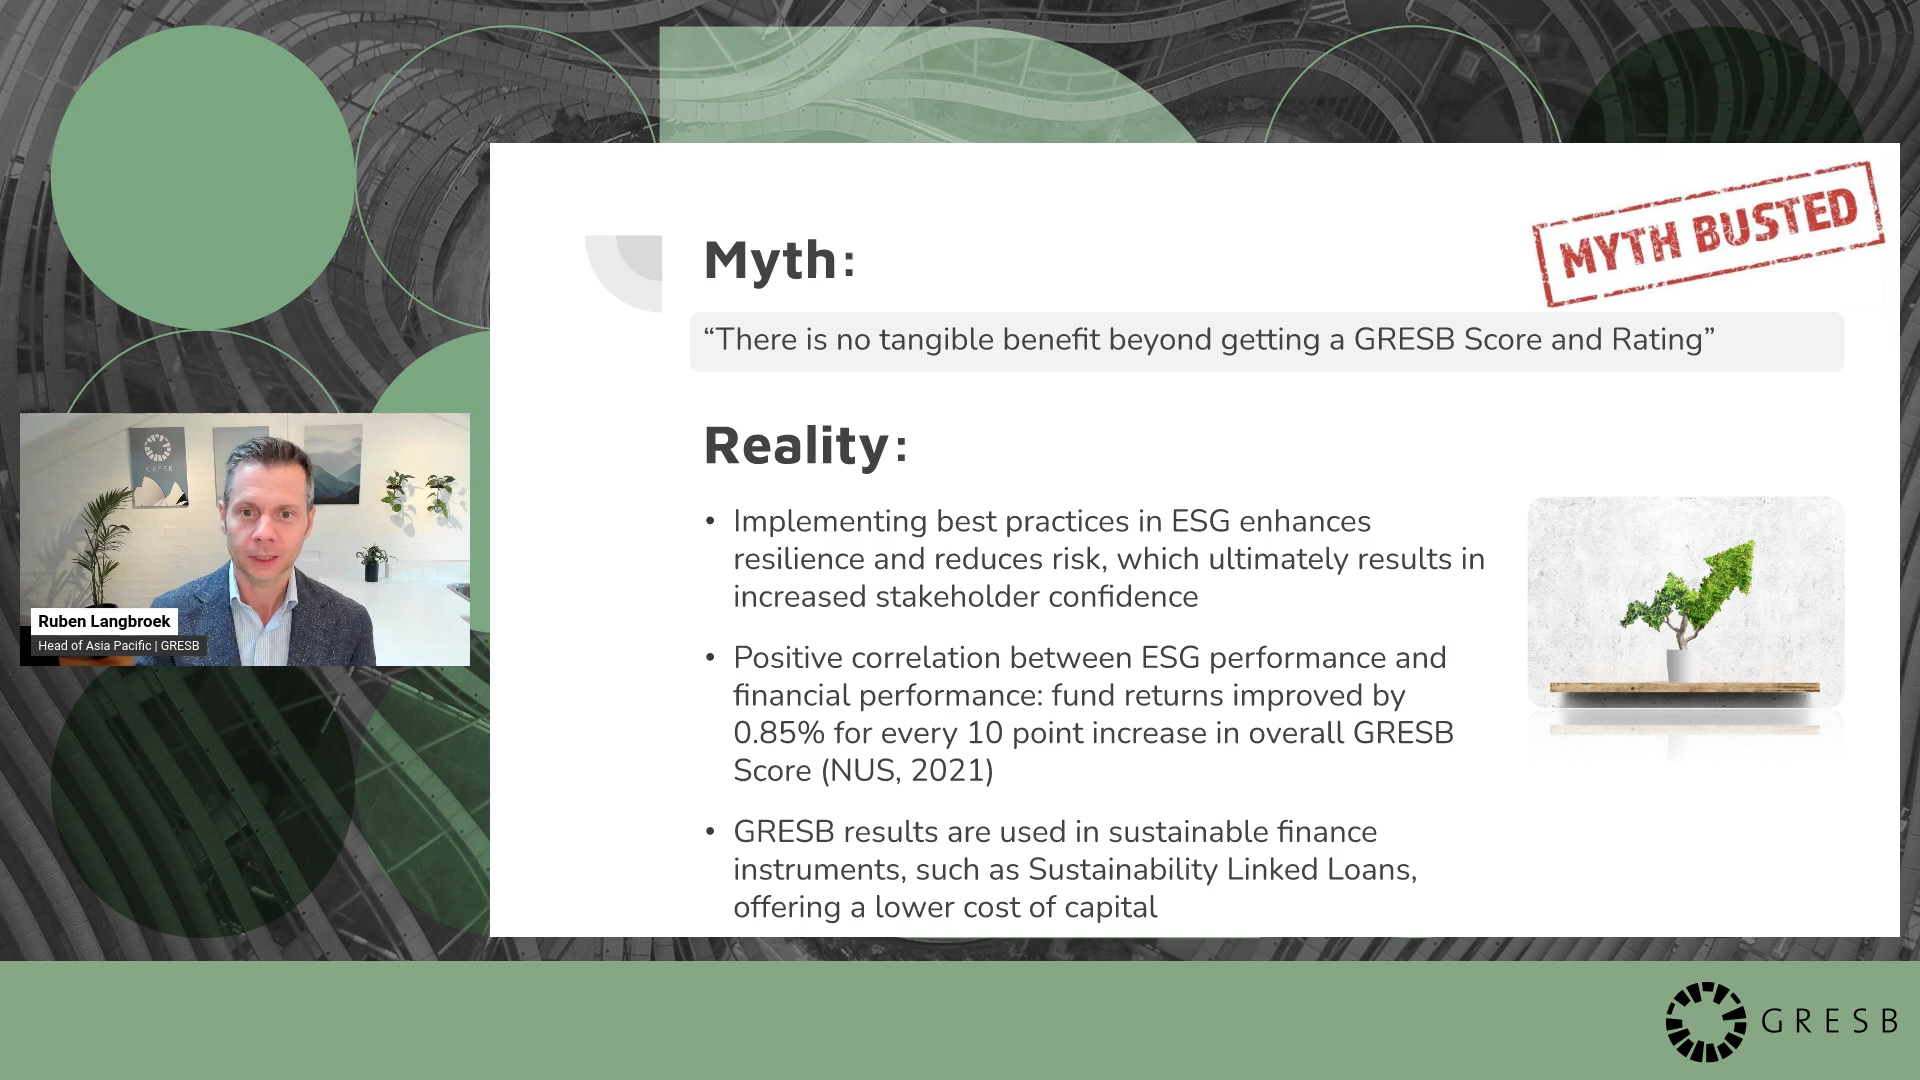 MYTH BUSTED
Myth:
“There is no tangible benefit beyond getting a GRESB Score and Rating”
Reality:
• Implementing best practices in ESG enhances
resilience and reduces risk, which ultimately results in
increased stakeholder confidence
• Positive correlation between ESG performance and
financial performance: fund returns improved by
0.85% for every 10 point increase in overall GRESB
Score (NUS, 2021)
• GRESB results are used in sustainable finance
instruments, such as Sustainability Linked Loans,
offering a lower cost of capital
GRESB
Ruben Langbroek
Head of Asia Pacific | GRESB
GRESB